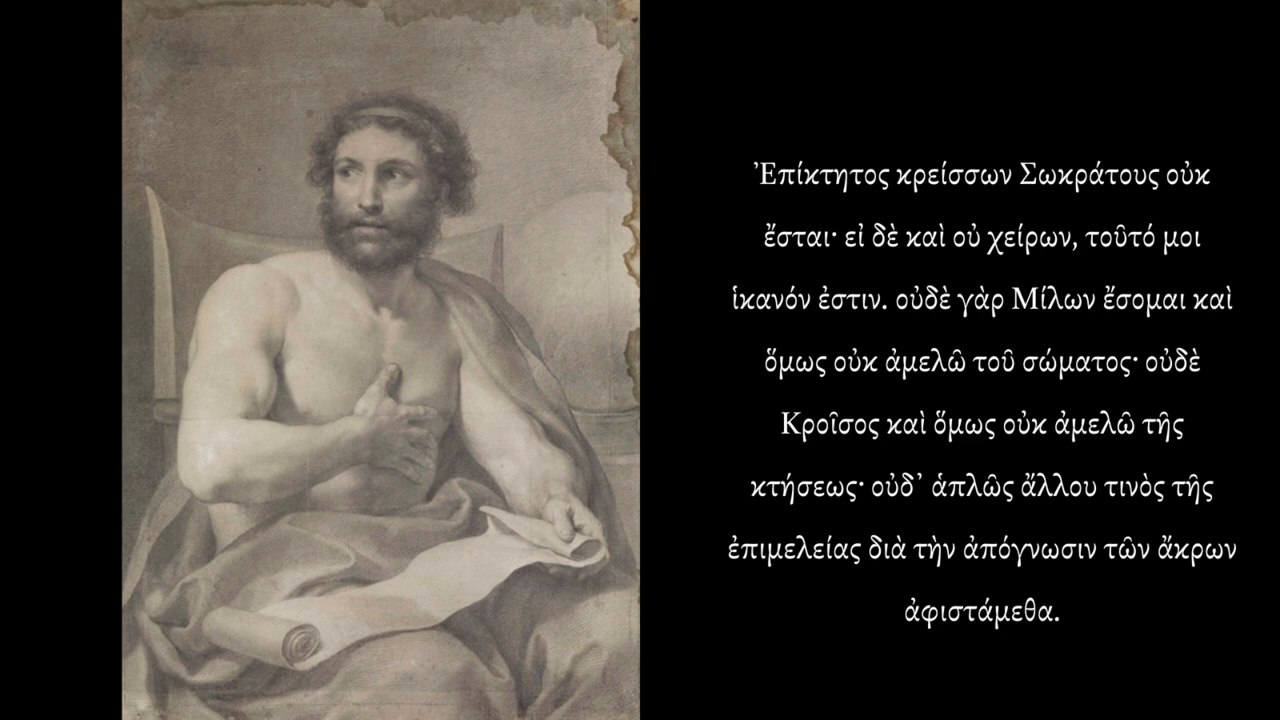 Ἐπίκτητος κρείσσων Σωκράτους οὐκ
ἔσται· εἰ δὲ καὶ οὐ χείρων, τοῦτό μοι
ἱκανόν ἐστιν. οὐδὲ γὰρ Μίλων ἔσομαι καὶ
ὅμως οὐκ ἀμελῶ τοῦ σώματος· οὐδὲ
Κροῖσος καὶ ὅμως οὐκ ἀμελῶ τῆς
κτήσεως· οὐδ’ ἁπλῶς ἄλλου τινὸς τῆς
ἐπιμελείας διὰ τὴν ἀπόγνωσιν τῶν ἄκρων
ἀφιστάμεθα.